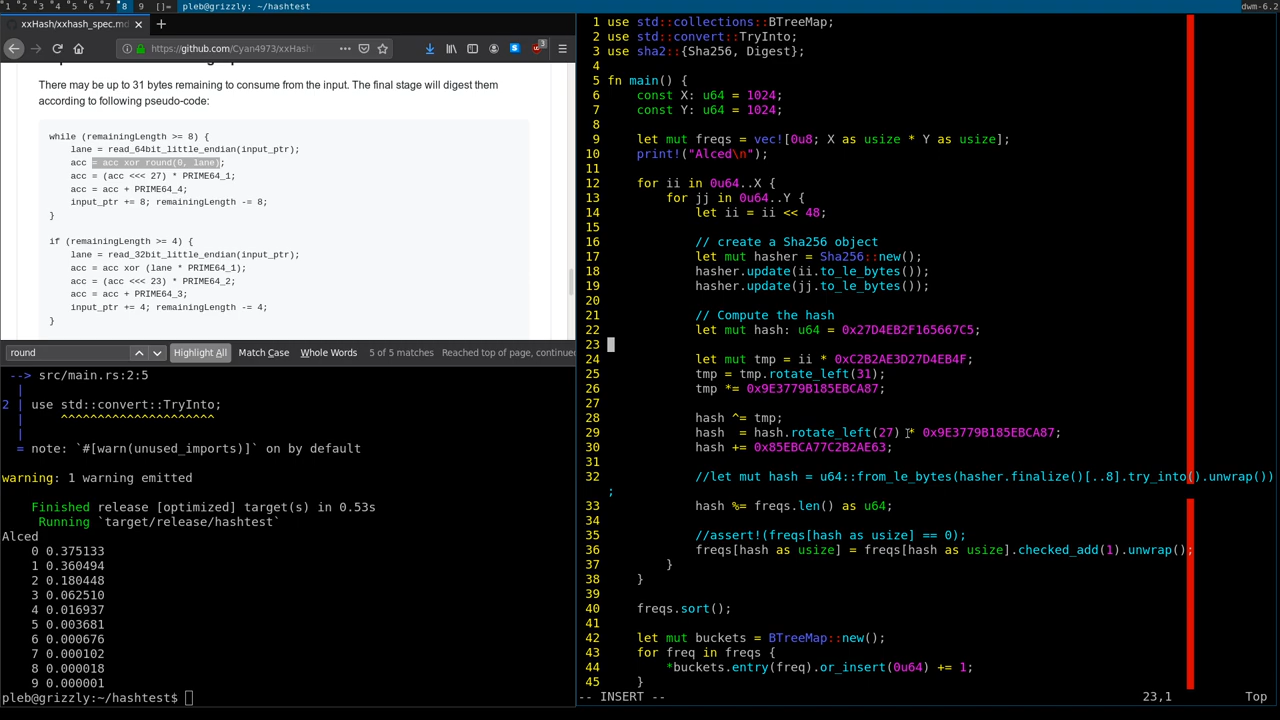 1 2 3 4 5 6 7 8 9 []= pleb@grizzly: ~/hashtest dwm-6.2
xxHash/xxhash_spec.md
https://github.com/Cyan4973/xxHash
There may be up to 31 bytes remaining to consume from the input. The final stage will digest them
according to following pseudo-code:
while (remainingLength >= 8) {
lane = read_64bit_little_endian(input_ptr);
acc = acc xor round(0, lane);
acc = (acc <<< 27) * PRIME64_1;
acc = acc + PRIME64_4;
input_ptr += 8; remainingLength -= 8;
}
if (remainingLength >= 4) {
lane = read_32bit_little_endian(input_ptr);
acc = acc xor (lane * PRIME64_1);
acc = (acc <<< 23) * PRIME64_2;
acc = acc + PRIME64_3;
input_ptr += 4; remainingLength -= 4;
}
round Highlight All Match Case Whole Words 5 of 5 matches Reached top of page, continued
--> src/main.rs:2:5
|
2 | use std::convert::TryInto;
| ^^^^^^^^^^^^^^^^^^^^^
|
= note: `#[warn(unused_imports)]` on by default
warning: 1 warning emitted
Finished release [optimized] target(s) in 0.53s
Running `target/release/hashtest`
Alced
0 0.375133
1 0.360494
2 0.180448
3 0.062510
4 0.016937
5 0.003681
6 0.000676
7 0.000102
8 0.000018
9 0.000001
pleb@grizzly:~/hashtest$
1 use std::collections::BTreeMap;
2 use std::convert::TryInto;
3 use sha2::{Sha256, Digest};
4
5 fn main() {
6 const X: u64 = 1024;
7 const Y: u64 = 1024;
8
9 let mut freqs = vec![0u8; X as usize * Y as usize];
10 print!("Alced\n");
11
12 for ii in 0u64..X {
13 for jj in 0u64..Y {
14 let ii = ii << 48;
15
16 // create a Sha256 object
17 let mut hasher = Sha256::new();
18 hasher.update(ii.to_le_bytes());
19 hasher.update(jj.to_le_bytes());
20
21 // Compute the hash
22 let mut hash: u64 = 0x27D4EB2F165667C5;
23
24 let mut tmp = ii * 0xC2B2AE3D27D4EB4F;
25 tmp = tmp.rotate_left(31);
26 tmp *= 0x9E3779B185EBCA87;
27
28 hash ^= tmp;
29 hash  = hash.rotate_left(27) * 0x9E3779B185EBCA87;
30 hash += 0x85EBCA77C2B2AE63;
31
32 //let mut hash = u64::from_le_bytes(hasher.finalize()[..8].try_into().unwrap())
;
33 hash %= freqs.len() as u64;
34
35 //assert!(freqs[hash as usize] == 0);
36 freqs[hash as usize] = freqs[hash as usize].checked_add(1).unwrap();
37 }
38 }
39
40 freqs.sort();
41
42 let mut buckets = BTreeMap::new();
43 for freq in freqs {
44 *buckets.entry(freq).or_insert(0u64) += 1;
45 }
-- INSERT -- 23,1 Top